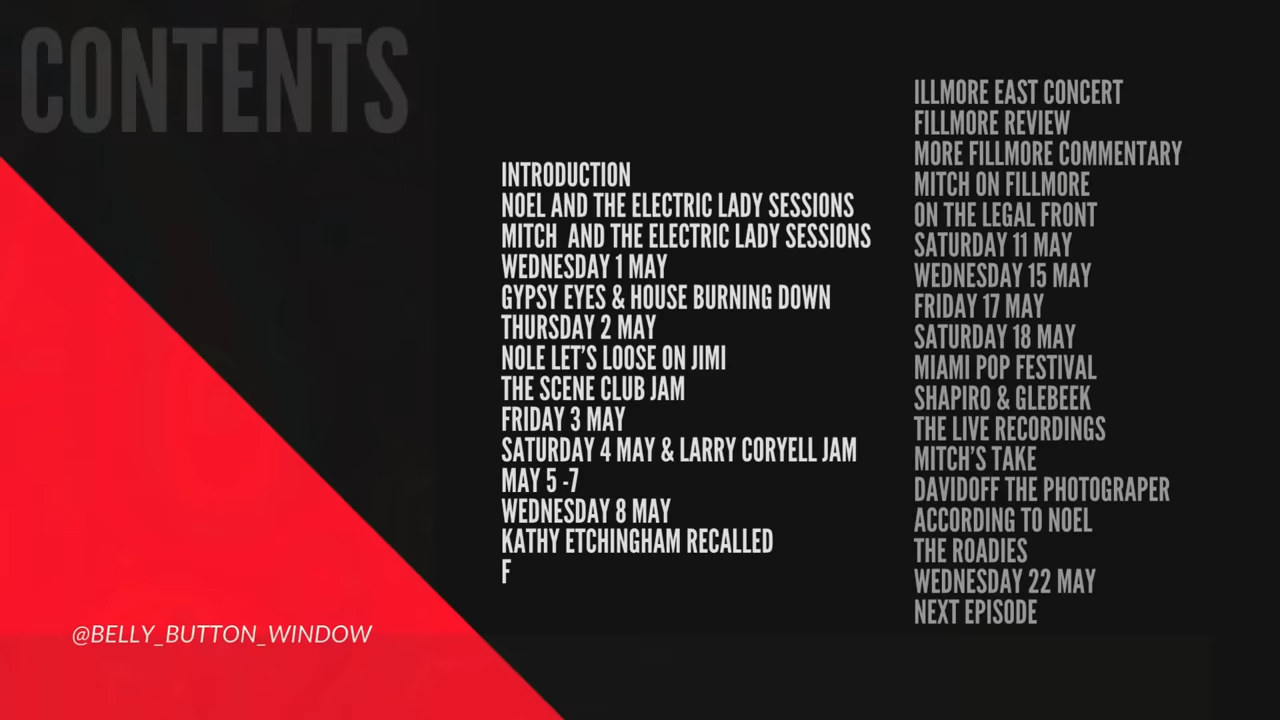 CONTENTS
INTRODUCTION
NOEL AND THE ELECTRIC LADY SESSIONS
MITCH  AND THE ELECTRIC LADY SESSIONS
WEDNESDAY 1 MAY
GYPSY EYES & HOUSE BURNING DOWN
THURSDAY 2 MAY
NOLE LET'S LOOSE ON JIMI
THE SCENE CLUB JAM
FRIDAY 3 MAY
SATURDAY 4 MAY & LARRY CORYELL JAM
MAY 5 -7
WEDNESDAY 8 MAY
KATHY ETCHINGHAM RECALLED
F
ILLMORE EAST CONCERT
FILLMORE REVIEW
MORE FILLMORE COMMENTARY
MITCH ON FILLMORE
ON THE LEGAL FRONT
SATURDAY 11 MAY
WEDNESDAY 15 MAY
FRIDAY 17 MAY
SATURDAY 18 MAY
MIAMI POP FESTIVAL
SHAPIRO & GLEBEEK
THE LIVE RECORDINGS
MITCH'S TAKE
DAVIDOFF THE PHOTOGRAPER
ACCORDING TO NOEL
THE ROADIES
WEDNESDAY 22 MAY
NEXT EPISODE
@BELLY_BUTTON_WINDOW